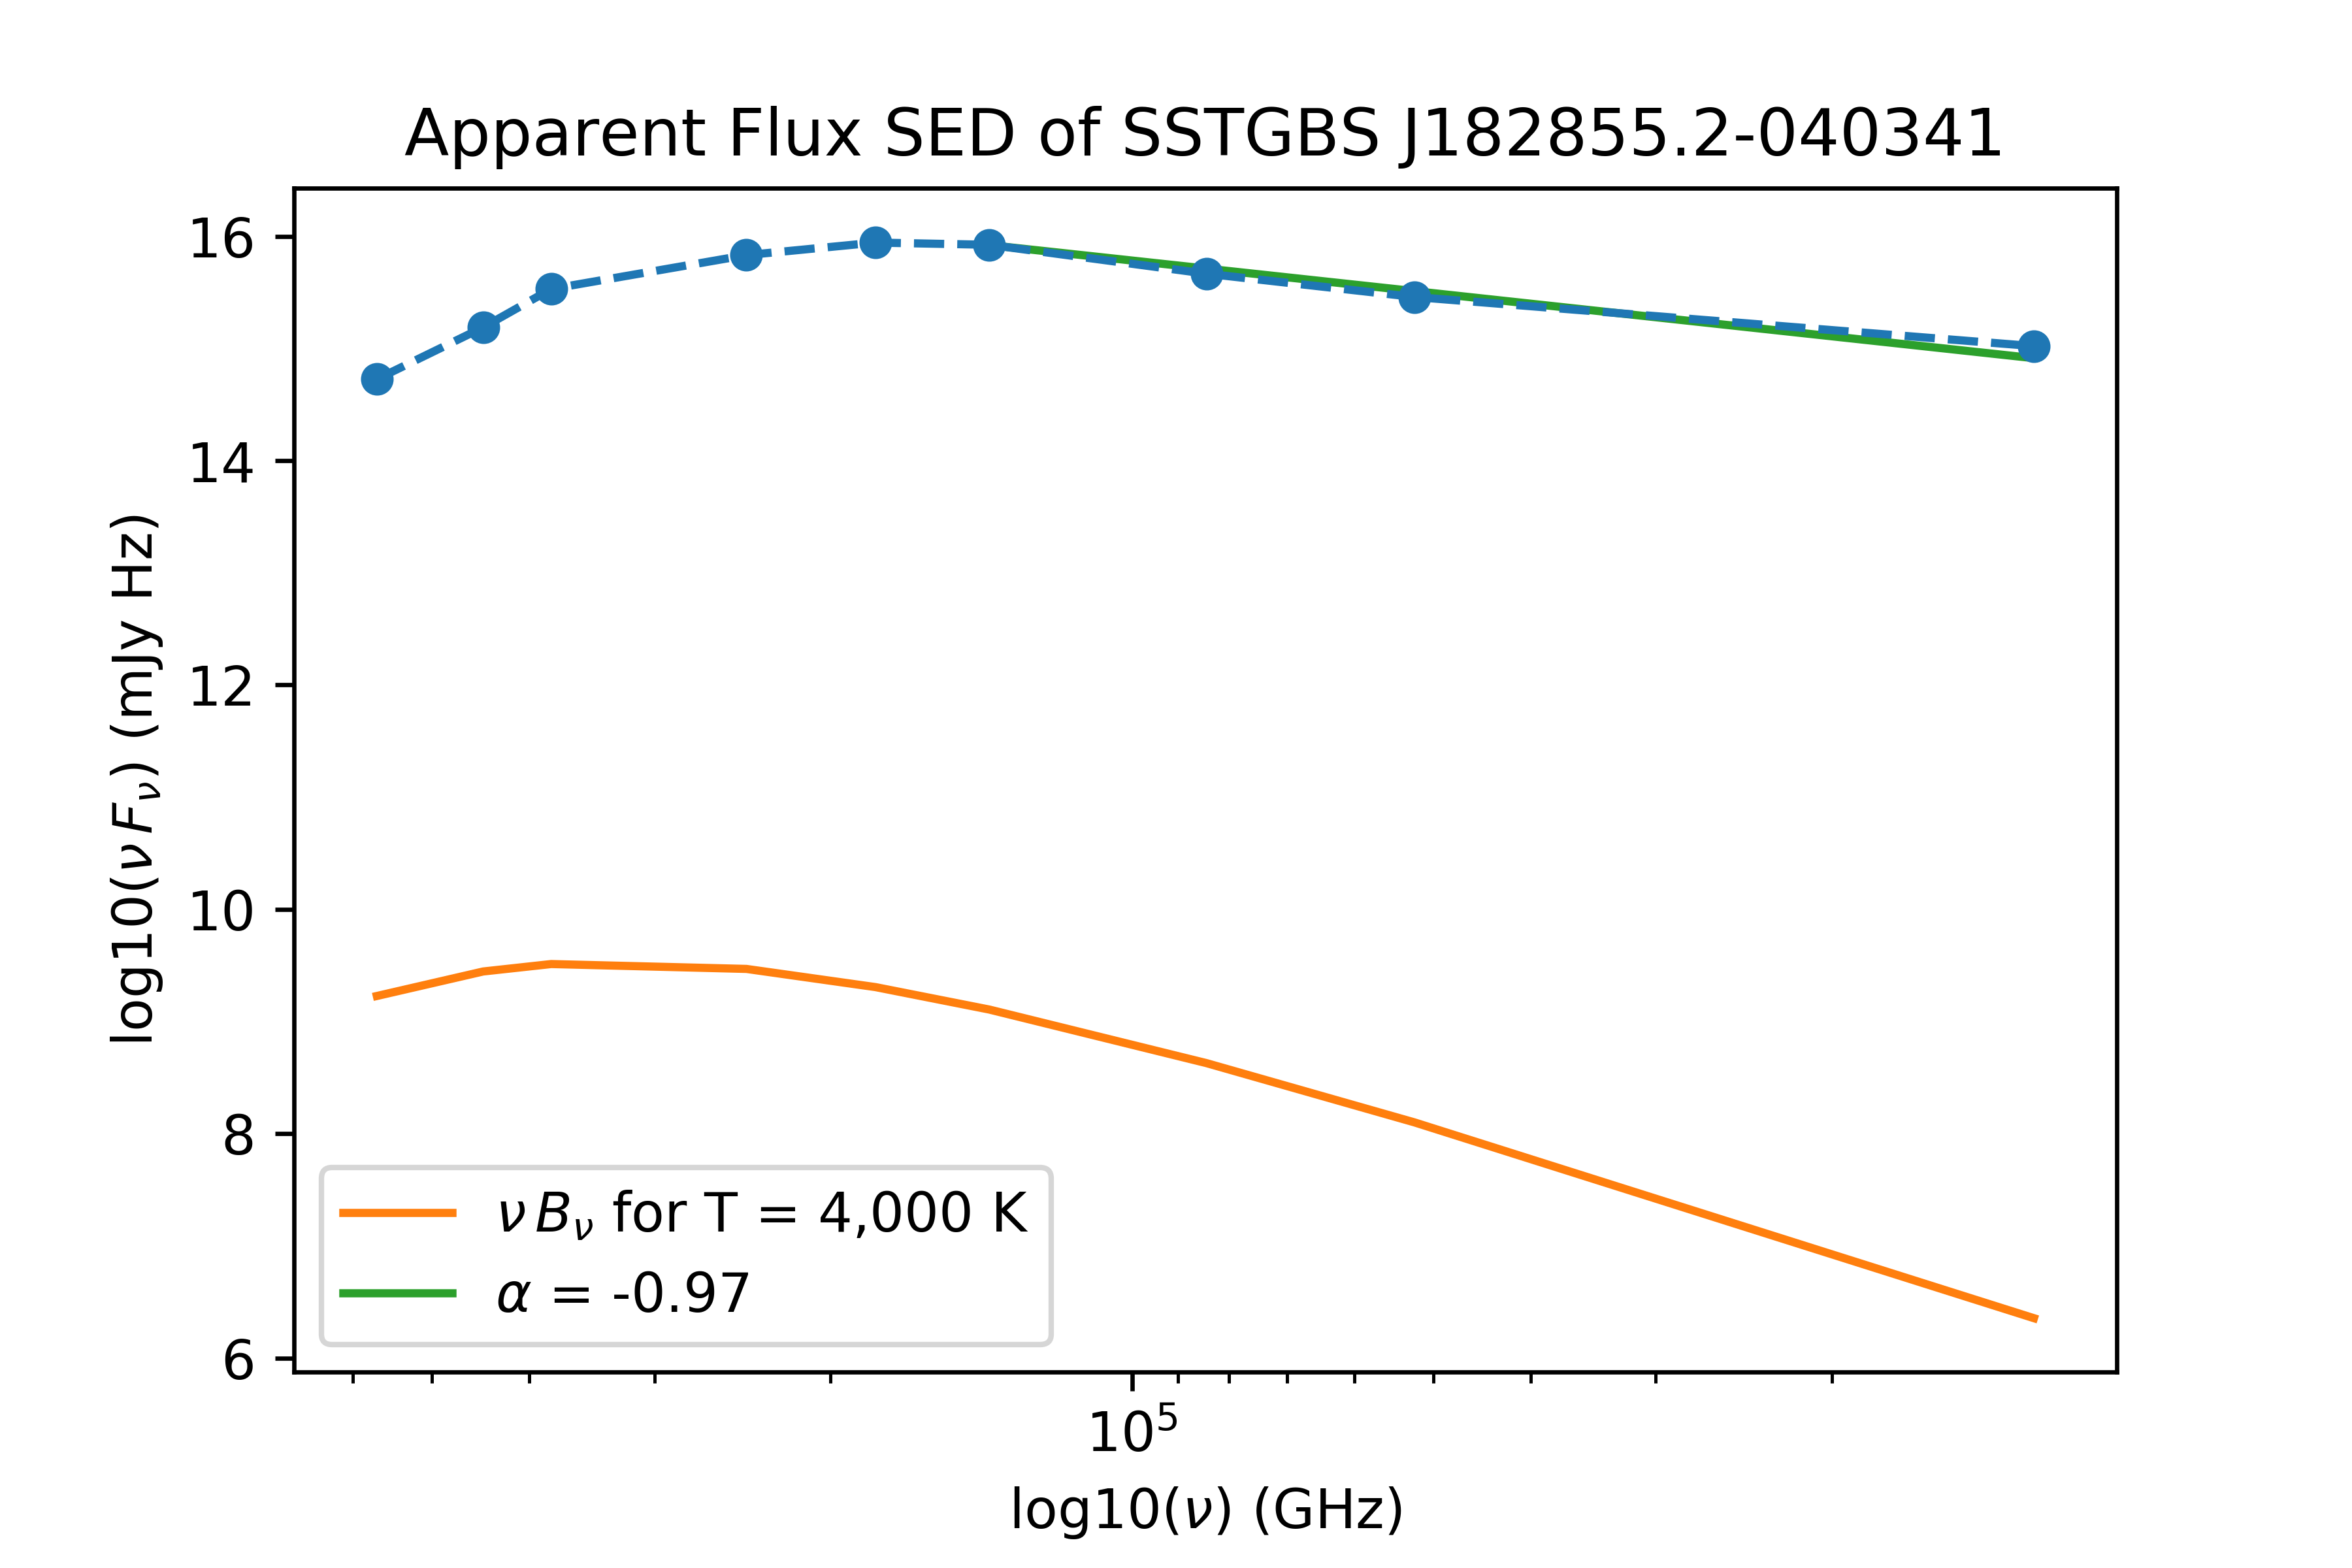 Apparent Flux SED of SSTGBS J182855.2-040341
log10(νFν) (mJy Hz)
16
14
12
10
8
6
νBν for T = 4,000 K
α = -0.97
10⁵
log10(ν) (GHz)